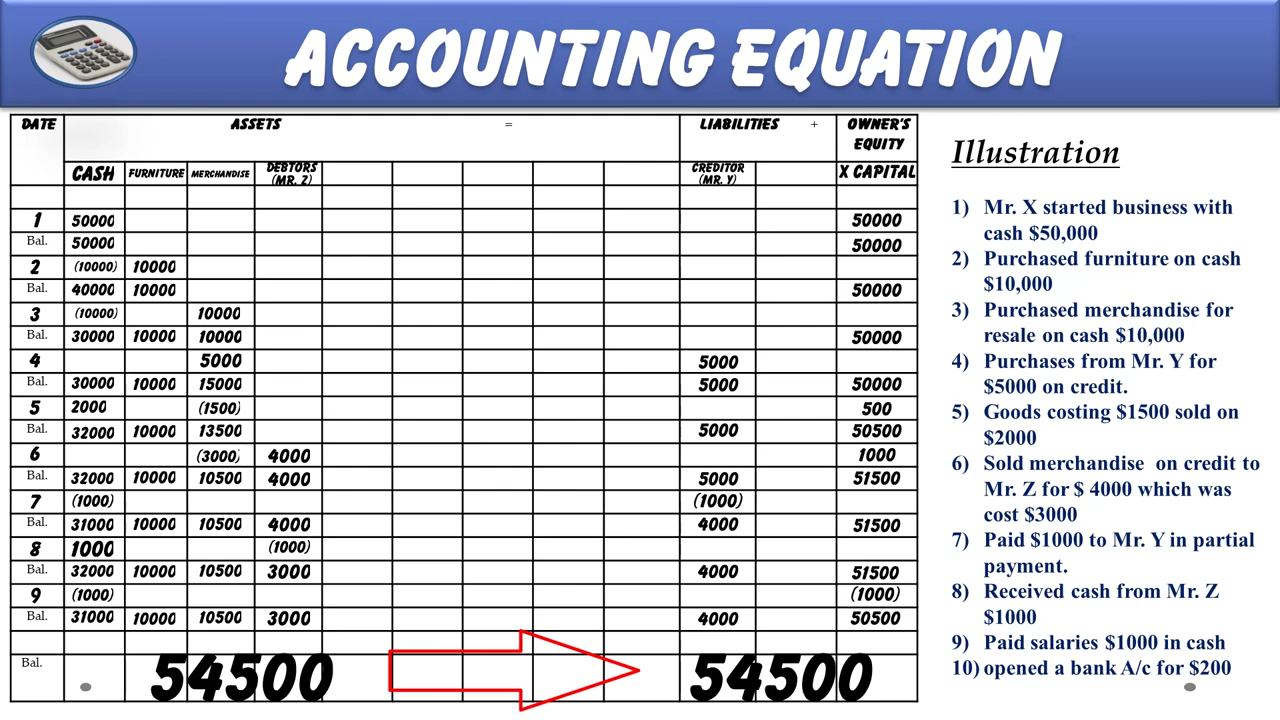 ACCOUNTING EQUATION
DATE ASSETS = LIABILITIES + OWNER'S
EQUITY
CASH FURNITURE MERCHANDISE DEBTORS (MR. Z) CREDITOR (MR. Y) X CAPITAL
1 50000 50000
Bal. 50000 50000
2 (10000) 10000
Bal. 40000 10000 50000
3 (10000) 10000
Bal. 30000 10000 10000 50000
4 5000 5000
Bal. 30000 10000 15000 5000 50000
5 2000 (1500) 500
Bal. 32000 10000 13500 5000 50500
6 (3000) 4000 1000
Bal. 32000 10000 10500 4000 5000 51500
7 (1000) (1000)
Bal. 31000 10000 10500 4000 4000 51500
8 1000 (1000)
Bal. 32000 10000 10500 3000 4000 51500
9 (1000) (1000)
Bal. 31000 10000 10500 3000 4000 50500
Bal. 54500 54500
Illustration
1) Mr. X started business with
cash $50,000
2) Purchased furniture on cash
$10,000
3) Purchased merchandise for
resale on cash $10,000
4) Purchases from Mr. Y for
$5000 on credit.
5) Goods costing $1500 sold on
$2000
6) Sold merchandise on credit to
Mr. Z for $ 4000 which was
cost $3000
7) Paid $1000 to Mr. Y in partial
payment.
8) Received cash from Mr. Z
$1000
9) Paid salaries $1000 in cash
10) opened a bank A/c for $200